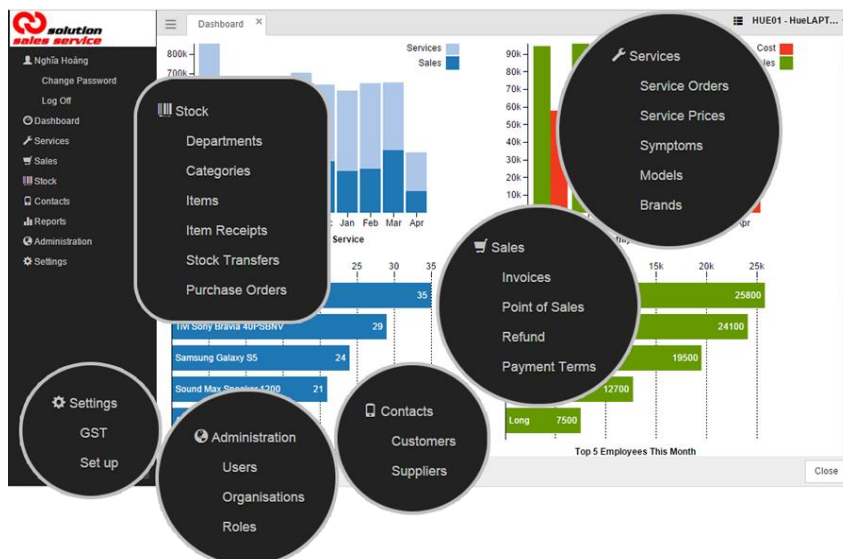 solution
sales service
Dashboard
HUE01 - HueLAPT...
Nghĩa Hoáng
Change Password
Log Off
Dashboard
Services
Sales
Stock
Contacts
Reports
Administration
Settings
800k
700k
Services
Sales
Jan Feb Mar Apr
Service
90k
80k
70k
60k
50k
40k
30k
20k
10k
Cost
Stock
Departments
Categories
Items
Item Receipts
Stock Transfers
Purchase Orders
Services
Service Orders
Service Prices
Symptoms
Models
Brands
Sales
Invoices
Point of Sales
Refund
Payment Terms
25 30 35
35
TiVi Sony Bravia 40PSBNV 29
Samsung Galaxy S5 24
Sound Max Speaker 1200 21
15k 20k 25k
25800
24100
19500
12700
Long 7500
Top 5 Employees This Month
Settings
GST
Set up
Administration
Users
Organisations
Roles
Contacts
Customers
Suppliers
Close